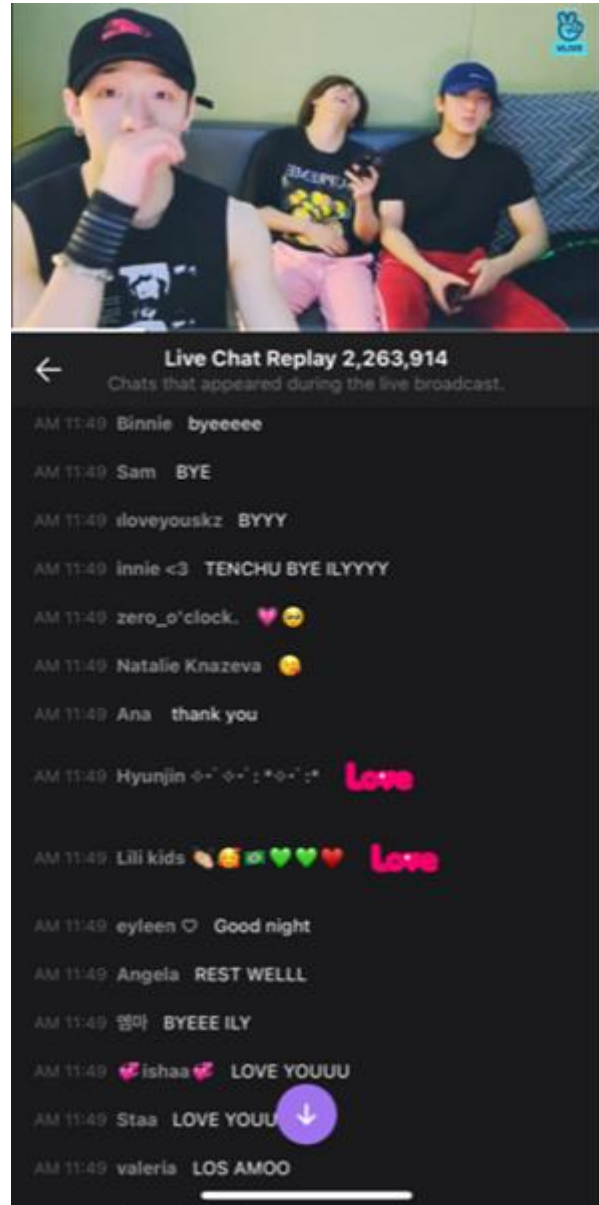 VLIVE
Live Chat Replay 2,263,914
Chats that appeared during the live broadcast.
AM 11:49 Binnie byeeeee
AM 11:49 Sam BYE
AM 11:49 iloveyouskz BYYY
AM 11:49 innie <3 TENCHU BYE ILYYYY
AM 11:49 zero_o'clock. 💗🥺
AM 11:49 Natalie Knazeva 😘
AM 11:49 Ana thank you
AM 11:49 Hyunjin ⟡˖˚⟡˖˚:*⟡˖˚:* Love
AM 11:49 Lili kids 👏🏻🥰🇧🇷💚💚❤️ Love
AM 11:49 eyleen ♡ Good night
AM 11:49 Angela REST WELLL
AM 11:49 엠마 BYEEE ILY
AM 11:49 💞ishaa💞 LOVE YOUUU
AM 11:49 Staa LOVE YOUU
AM 11:49 valeria LOS AMOO